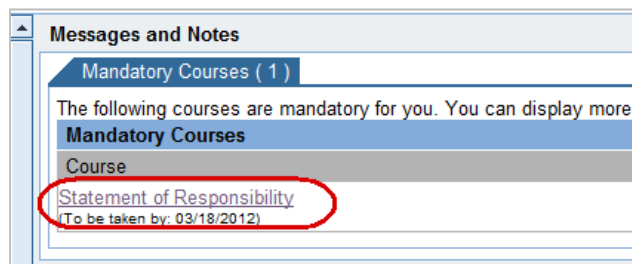 Messages and Notes
Mandatory Courses ( 1 )
The following courses are mandatory for you. You can display more
Mandatory Courses
Course
Statement of Responsibility
(To be taken by: 03/18/2012)